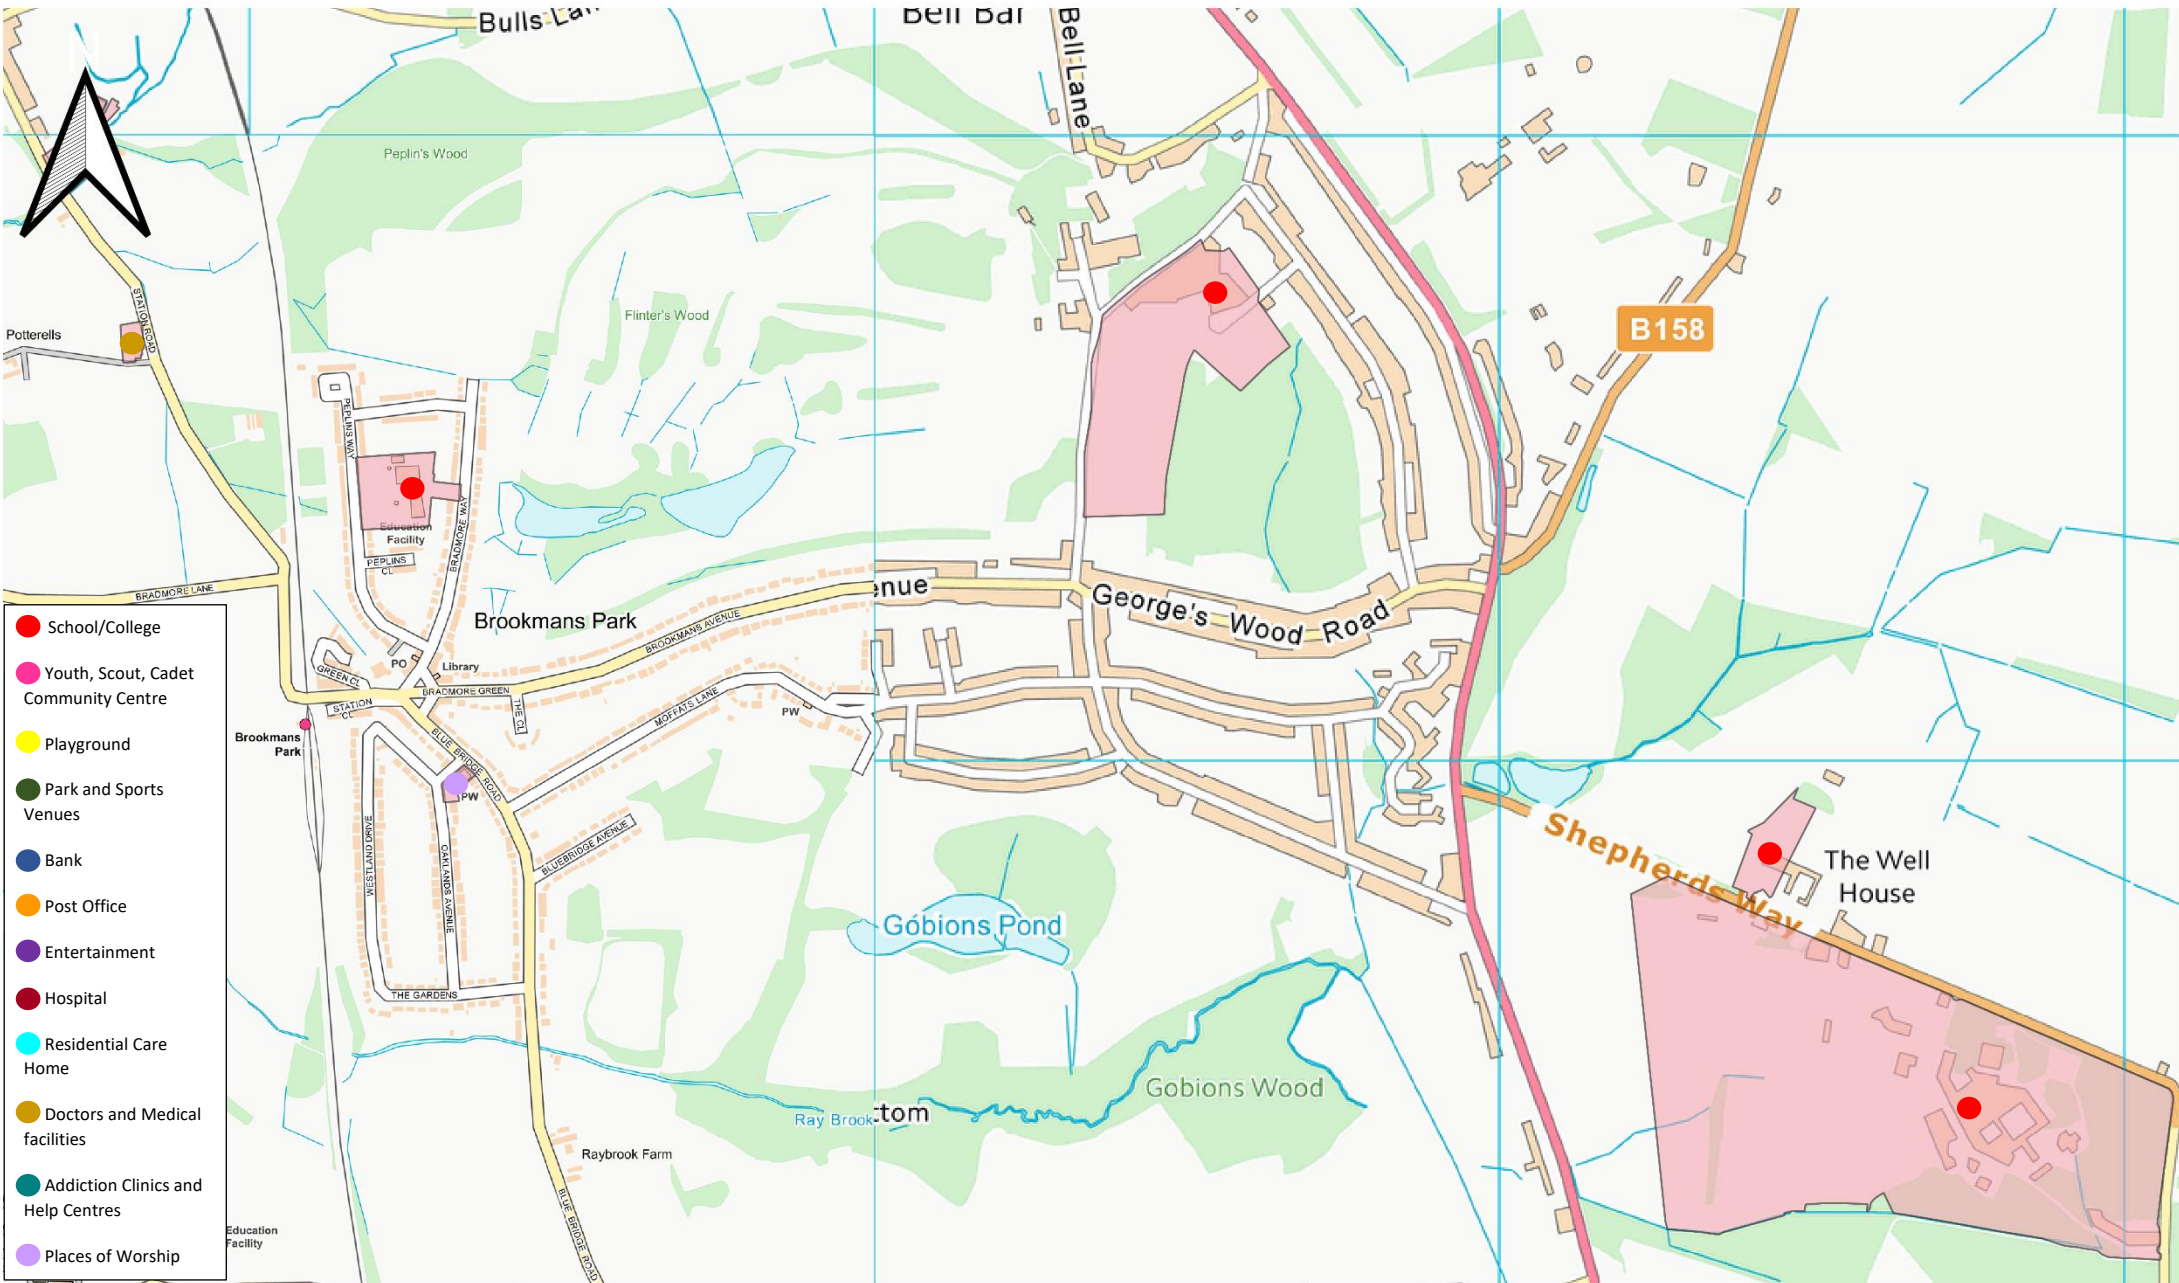 Bulls Lan
Bell Bar
Bell Lane
N
Peplin's Wood
Flinter's Wood
STATION ROAD
Potterells
B158
PEPLINS WAY
BRADMORE WAY
Education
Facility
PEPLINS
CL
BRADMORE LANE
Brookmans Park
BROOKMANS AVENUE
enue
George's Wood Road
PO
Library
GREEN CL
BRADMORE GREEN
STATION
CL
THE CL
MOFFATS LANE
PW
Brookmans
Park
BLUE BRIDGE ROAD
PW
WESTLAND DRIVE
OAKLANDS AVENUE
BLUEBRIDGE AVENUE
THE GARDENS
Shepherds Way
The Well
House
Góbions Pond
Gobions Wood
Ray Brook
ttom
Raybrook Farm
BLUE BRIDGE ROAD
Education
Facility
School/College
Youth, Scout, Cadet
Community Centre
Playground
Park and Sports
Venues
Bank
Post Office
Entertainment
Hospital
Residential Care
Home
Doctors and Medical
facilities
Addiction Clinics and
Help Centres
Places of Worship